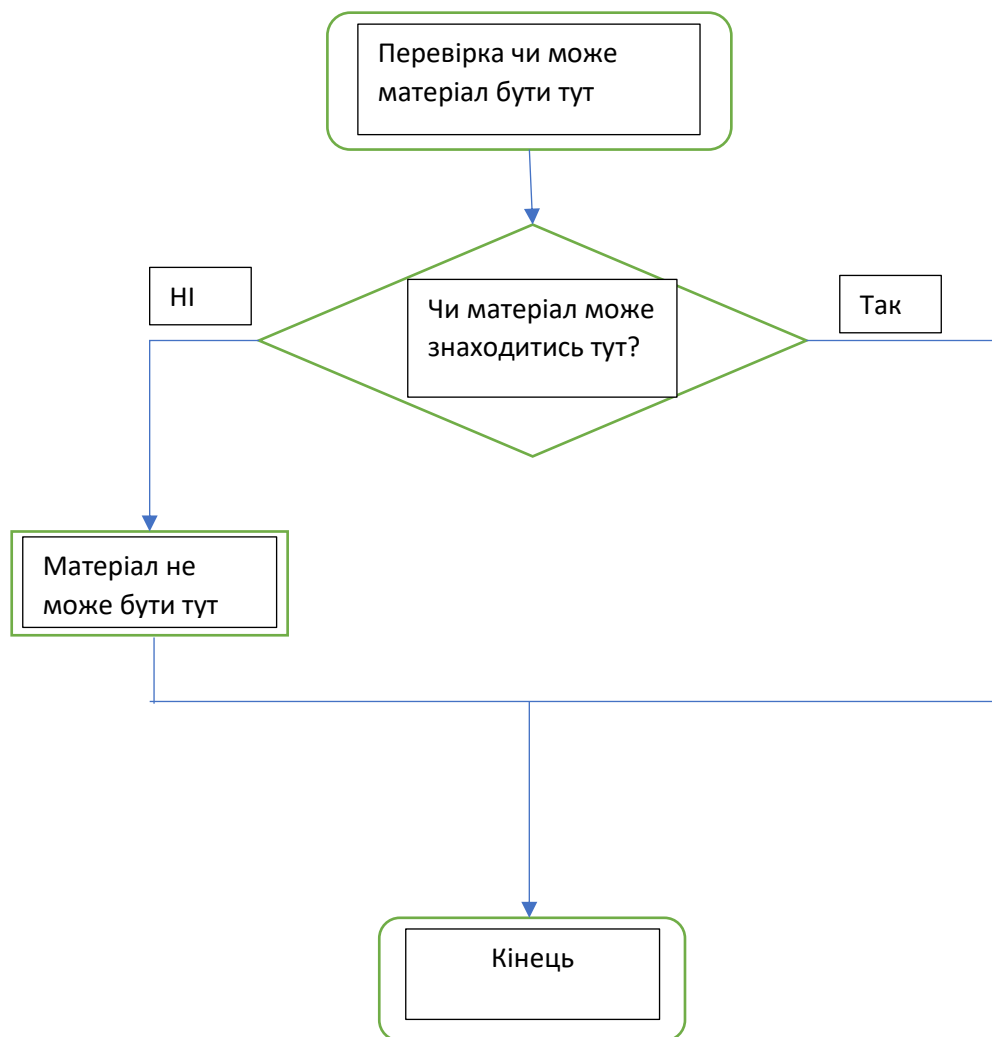 Перевірка чи може
матеріал бути тут
НІ
Чи матеріал може
знаходитись тут?
Так
Матеріал не
може бути тут
Кінець